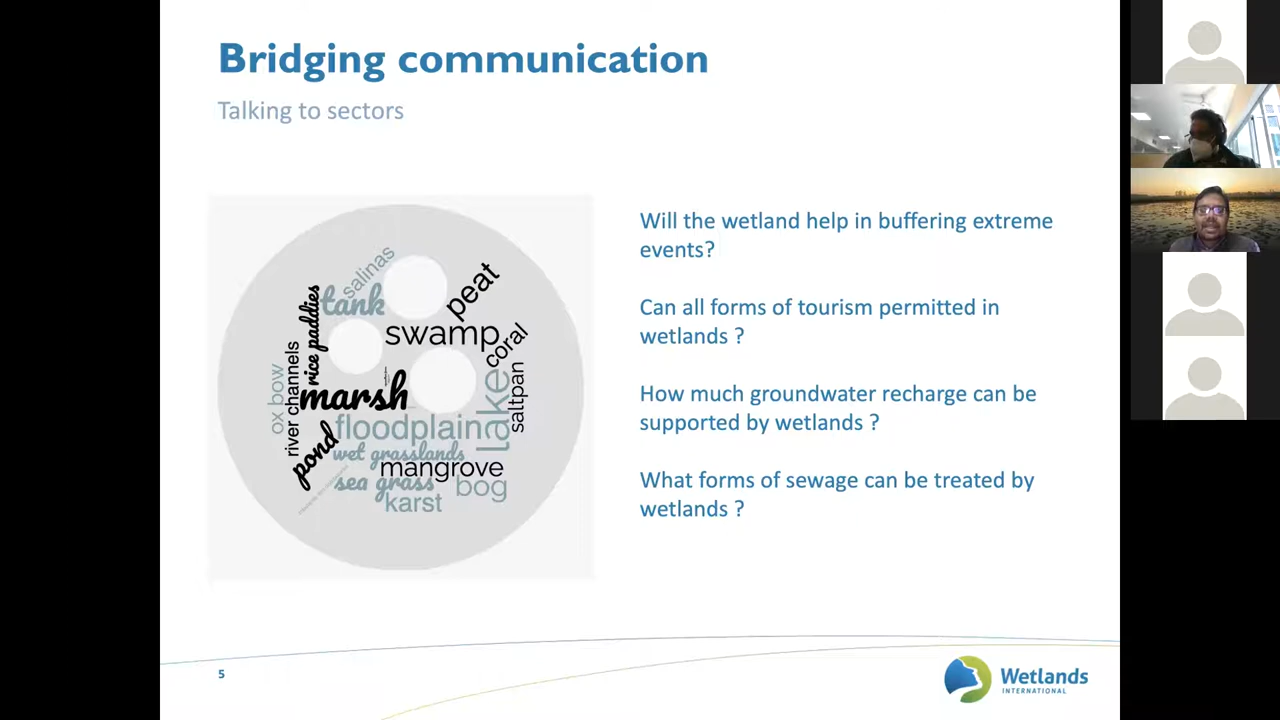 Bridging communication
Talking to sectors
salinas
tank
peat
swamp
coral
rice paddies
river channels
ox bow
marsh
lake
saltpan
floodplain
pond
wet grasslands
mangrove
sea grass
bog
karst
Will the wetland help in buffering extreme
events?
Can all forms of tourism permitted in
wetlands ?
How much groundwater recharge can be
supported by wetlands ?
What forms of sewage can be treated by
wetlands ?
5
Wetlands
INTERNATIONAL